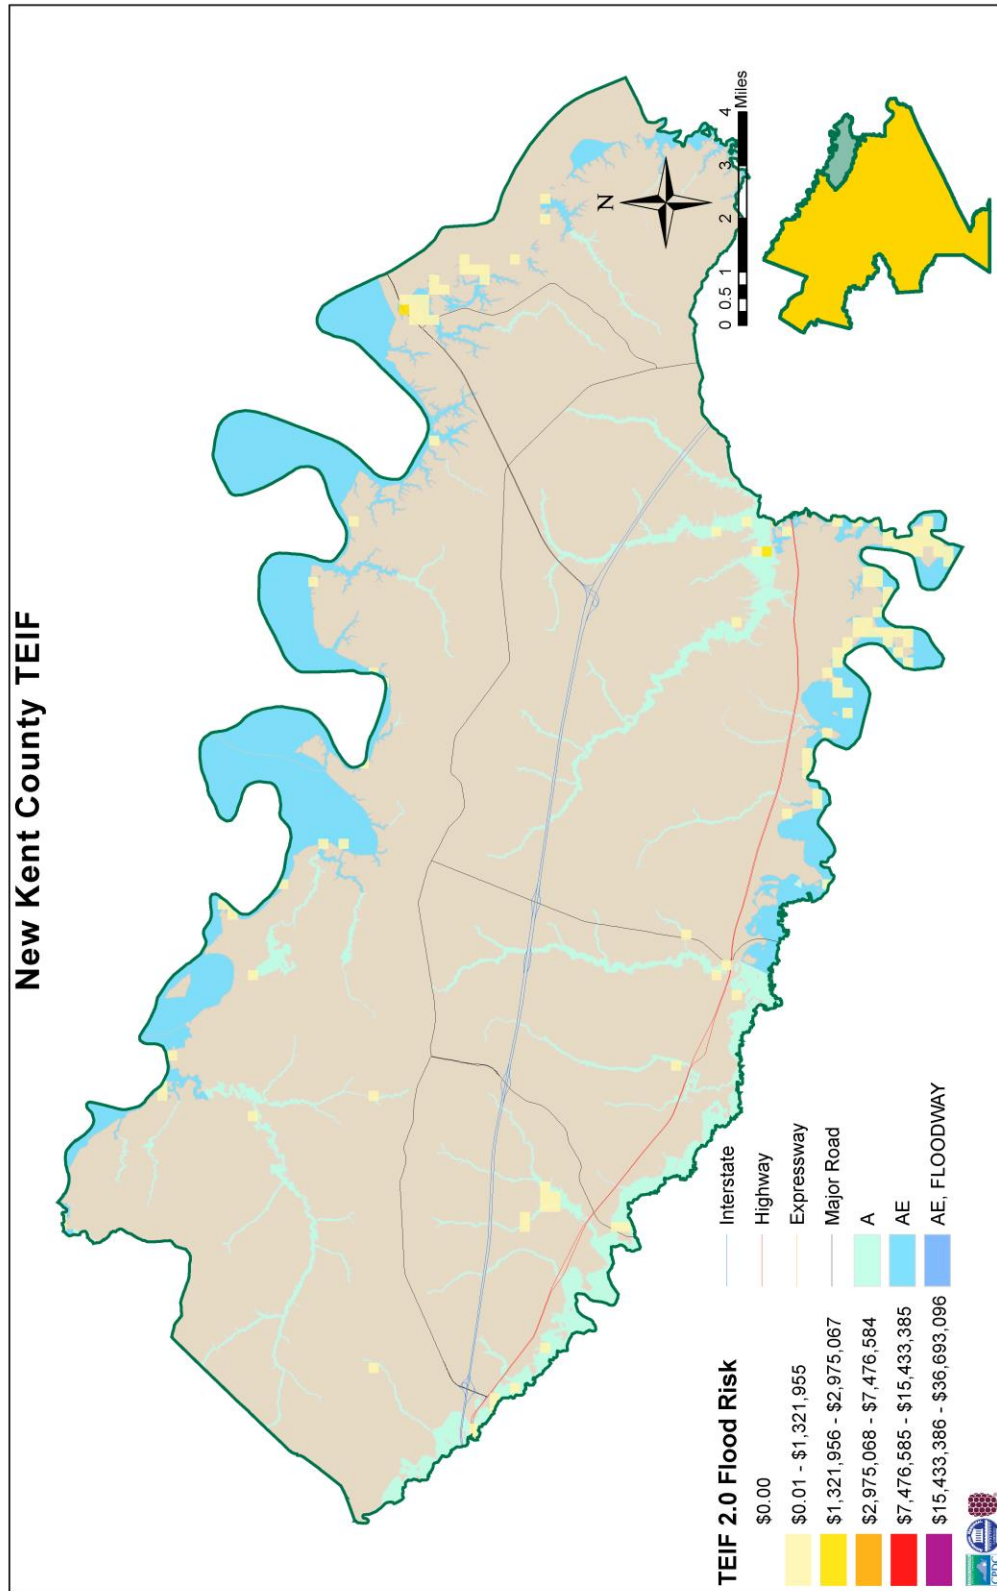 New Kent County TEIF
N
0 0.5 1 2 3 4
Miles
TEIF 2.0 Flood Risk
$0.00
$0.01 - $1,321,955
$1,321,956 - $2,975,067
$2,975,068 - $7,476,584
$7,476,585 - $15,433,385
$15,433,386 - $36,693,096
Interstate
Highway
Expressway
Major Road
A
AE
AE, FLOODWAY